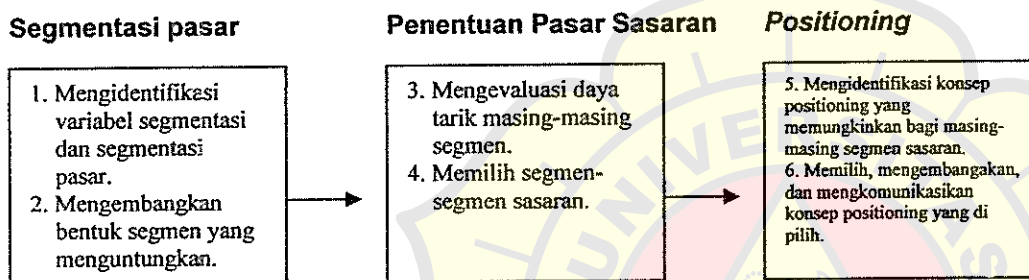 Segmentasi pasar
1. Mengidentifikasi
variabel segmentasi
dan segmentasi
pasar.
2. Mengembangkan
bentuk segmen yang
menguntungkan.
Penentuan Pasar Sasaran
3. Mengevaluasi daya
tarik masing-masing
segmen.
4. Memilih segmen-
segmen sasaran.
Positioning
5. Mengidentifikasi konsep
positioning yang
memungkinkan bagi masing-
masing segmen sasaran.
6. Memilih, mengembangakan,
dan mengkomunikasikan
konsep positioning yang di
pilih.